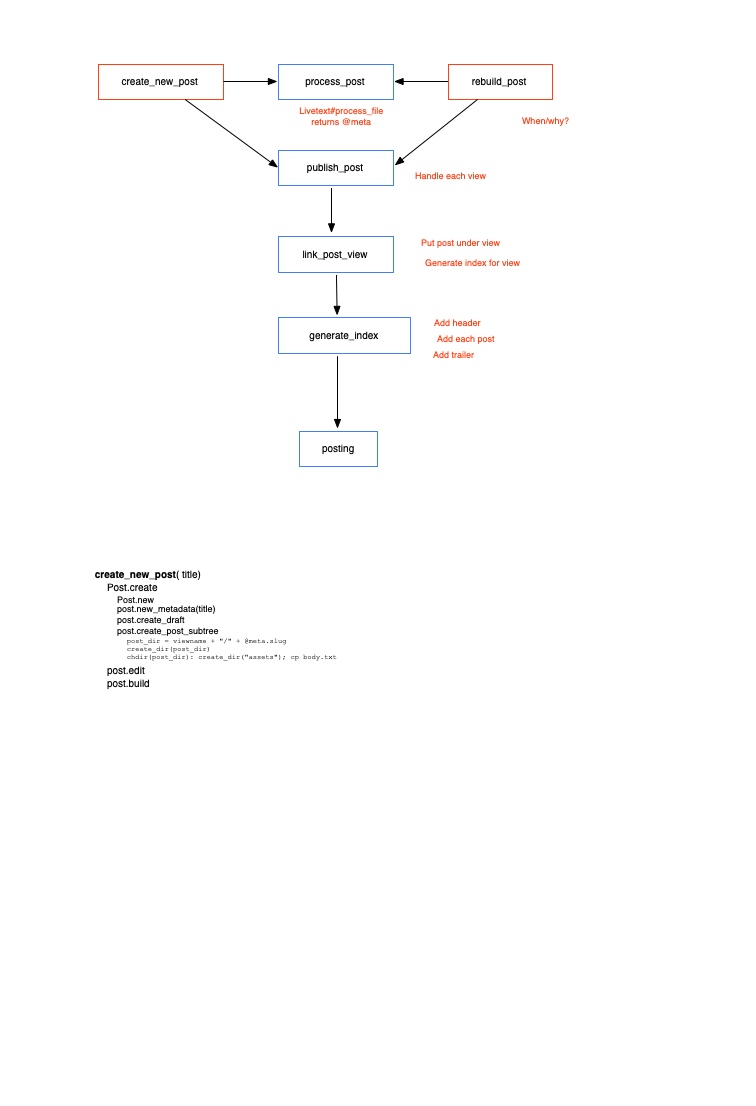 create_new_post
process_post
rebuild_post
Livetext#process_file
returns @meta
When/why?
publish_post
Handle each view
link_post_view
Put post under view
Generate index for view
generate_index
Add header
Add each post
Add trailer
posting
create_new_post( title)
Post.create
Post.new
post.new_metadata(title)
post.create_draft
post.create_post_subtree
post_dir = viewname + "/" + @meta.slug
create_dir(post_dir)
chdir(post_dir): create_dir("assets"); cp body.txt
post.edit
post.build